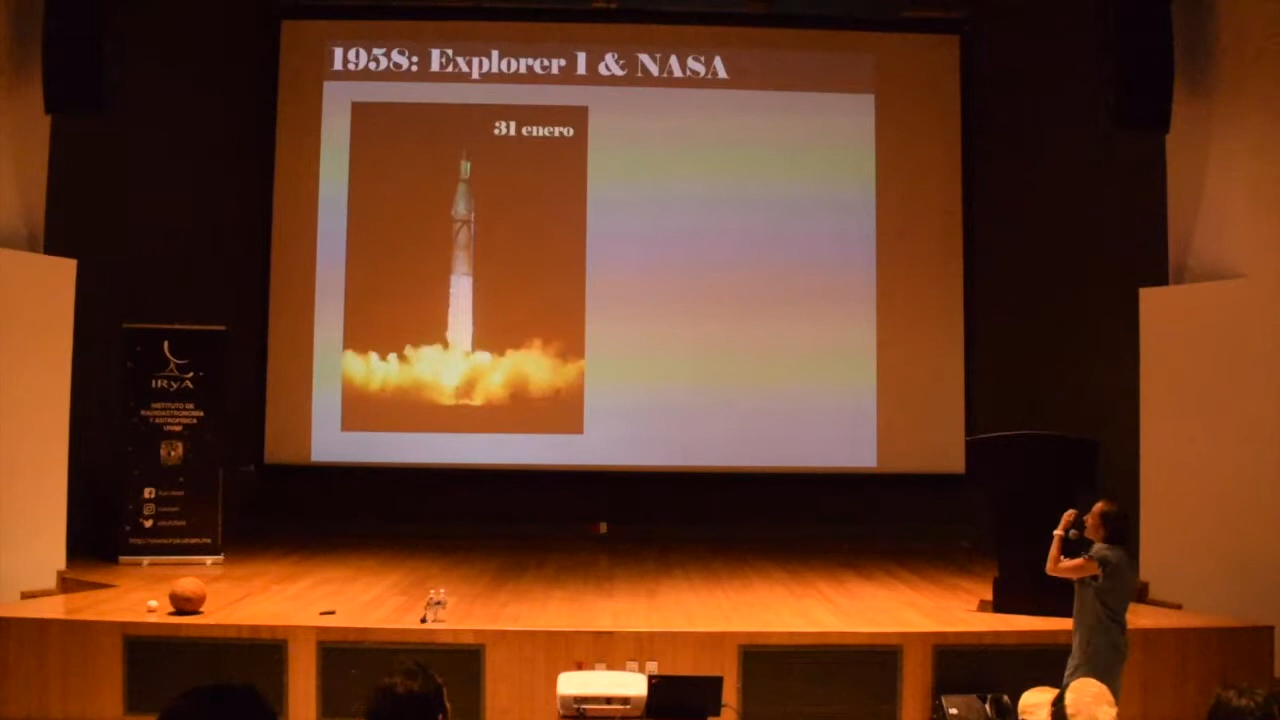 1958: Explorer 1 & NASA
31 enero
IRyA
INSTITUTO DE
RADIOASTRONOMÍA
Y ASTROFÍSICA
UNAM